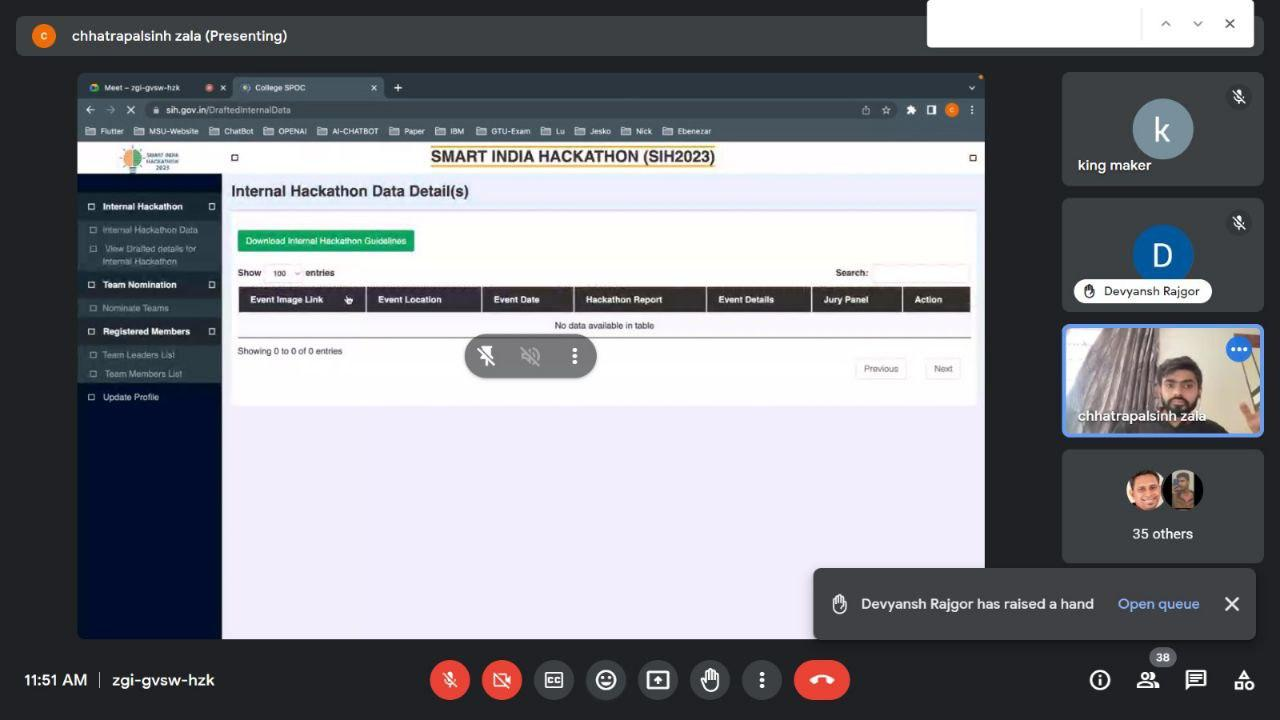 C chhatrapalsinh zala (Presenting)
Meet – zgi-gvsw-hzk
College SPOC
sih.gov.in/DraftedInternalData
Flutter MSU-Website ChatBot OPENAI AI-CHATBOT Paper IBM GTU-Exam Lu Jesko Nick Ebenezar
SMART INDIA
HACKATHON
2023
SMART INDIA HACKATHON (SIH2023)
Internal Hackathon
Internal Hackathon Data
View Drafted details for
Internal Hackathon
Team Nomination
Nominate Teams
Registered Members
Team Leaders List
Team Members List
Update Profile
Internal Hackathon Data Detail(s)
Download Internal Hackathon Guidelines
Show 100 entries
Search:
Event Image Link Event Location Event Date Hackathon Report Event Details Jury Panel Action
No data available in table
Showing 0 to 0 of 0 entries
Previous Next
k
king maker
D
Devyansh Rajgor
chhatrapalsinh zala
35 others
Devyansh Rajgor has raised a hand Open queue
11:51 AM | zgi-gvsw-hzk
CC
38